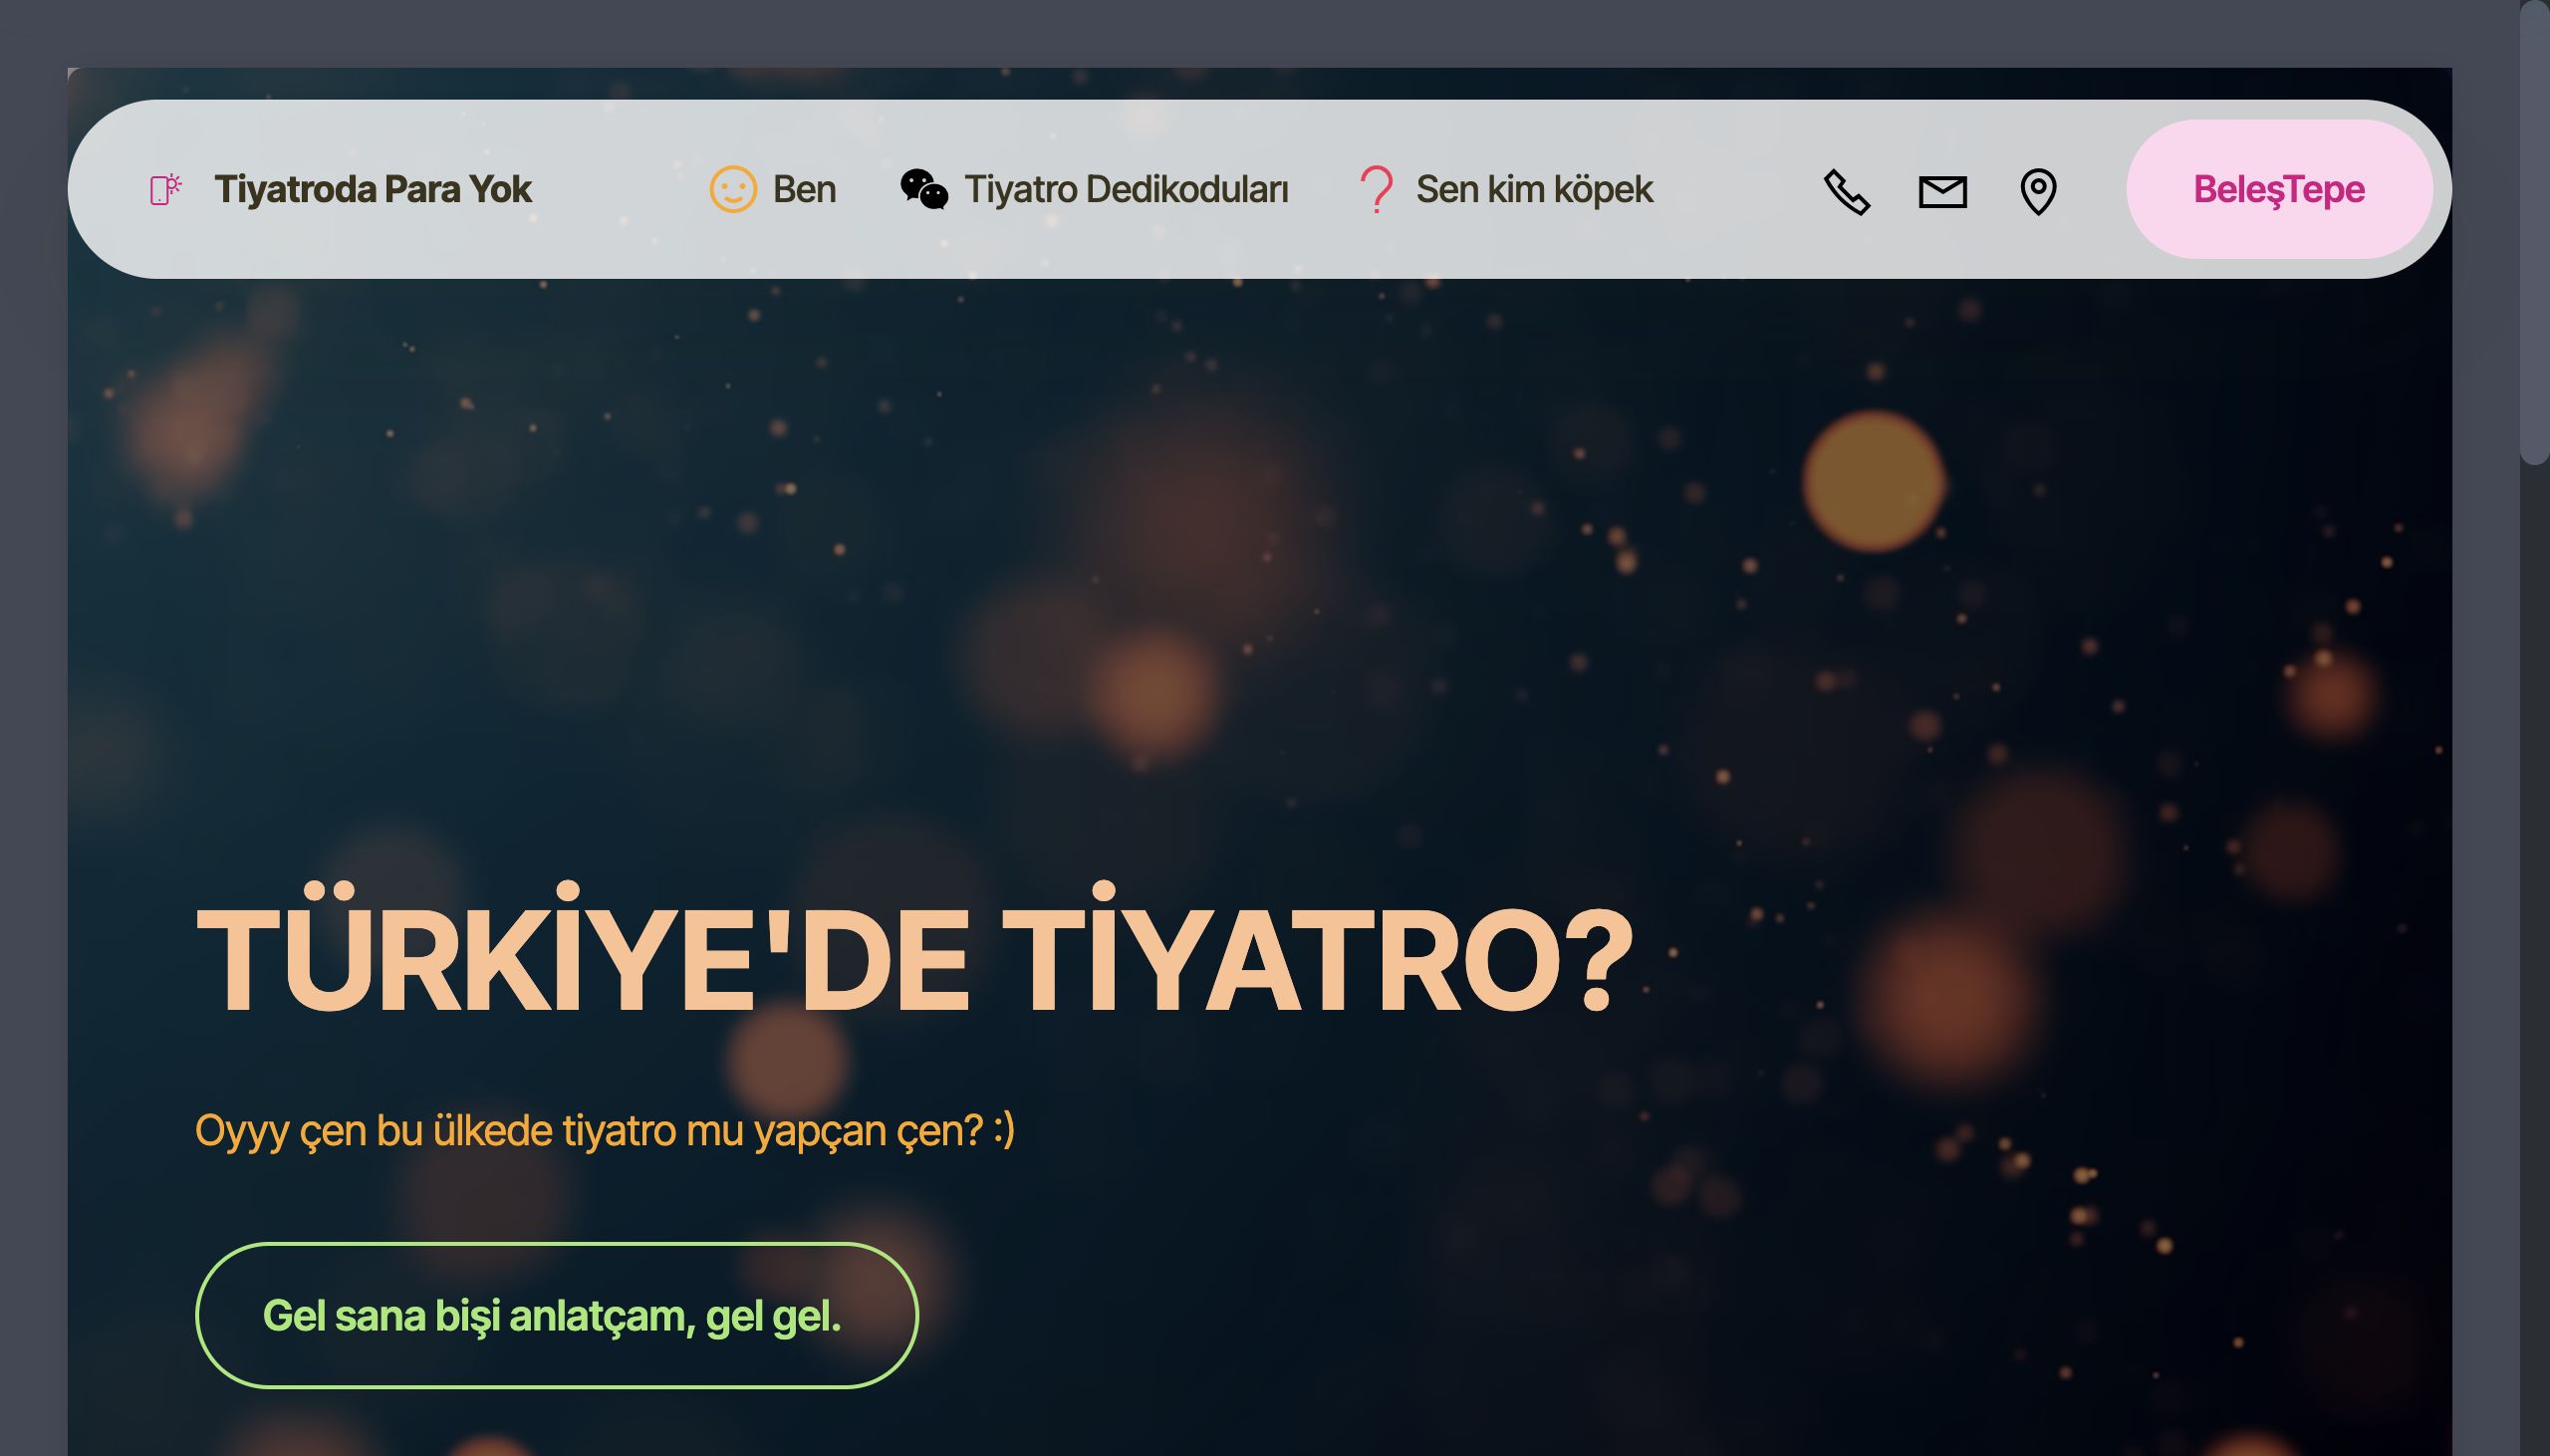 Tiyatroda Para Yok
Ben
Tiyatro Dedikoduları
Sen kim köpek
BeleşTepe
TÜRKİYE'DE TİYATRO?
Oyyy çen bu ülkede tiyatro mu yapçan çen? :)
Gel sana bişi anlatçam, gel gel.